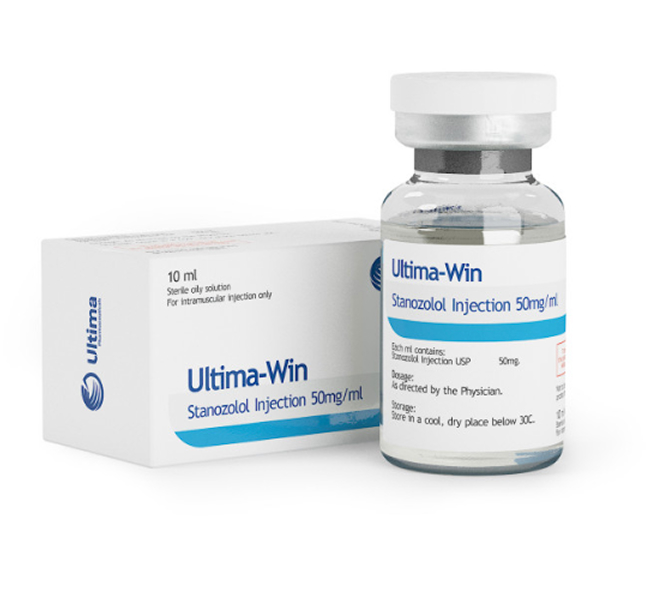 10 ml
Sterile oily solution
For intramuscular injection only
Ultima
Pharmaceuticals
Ultima-Win
Stanozolol Injection 50mg/ml
Ultima-Win
Stanozolol Injection 50mg/ml
Each ml contains:
Stanozolol Injection USP 50mg.
Dosage:
As directed by the Physician.
Storage:
Store in a cool, dry place below 30C.